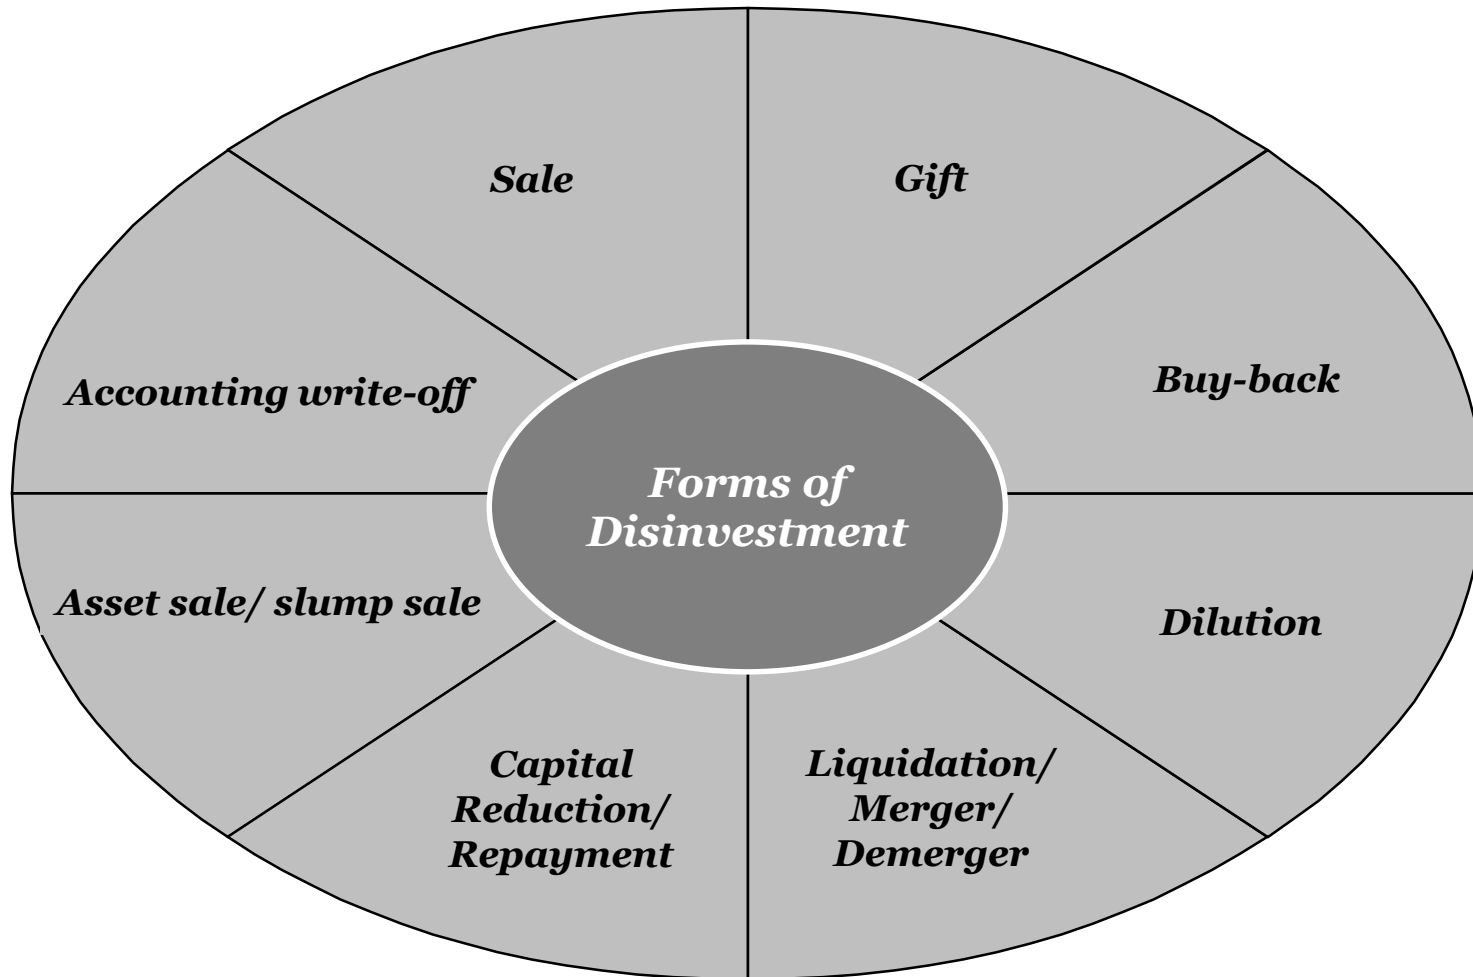 Sale
Gift
Accounting write-off
Buy-back
Forms of
Disinvestment
Asset sale/ slump sale
Dilution
Capital
Reduction/
Repayment
Liquidation/
Merger/
Demerger